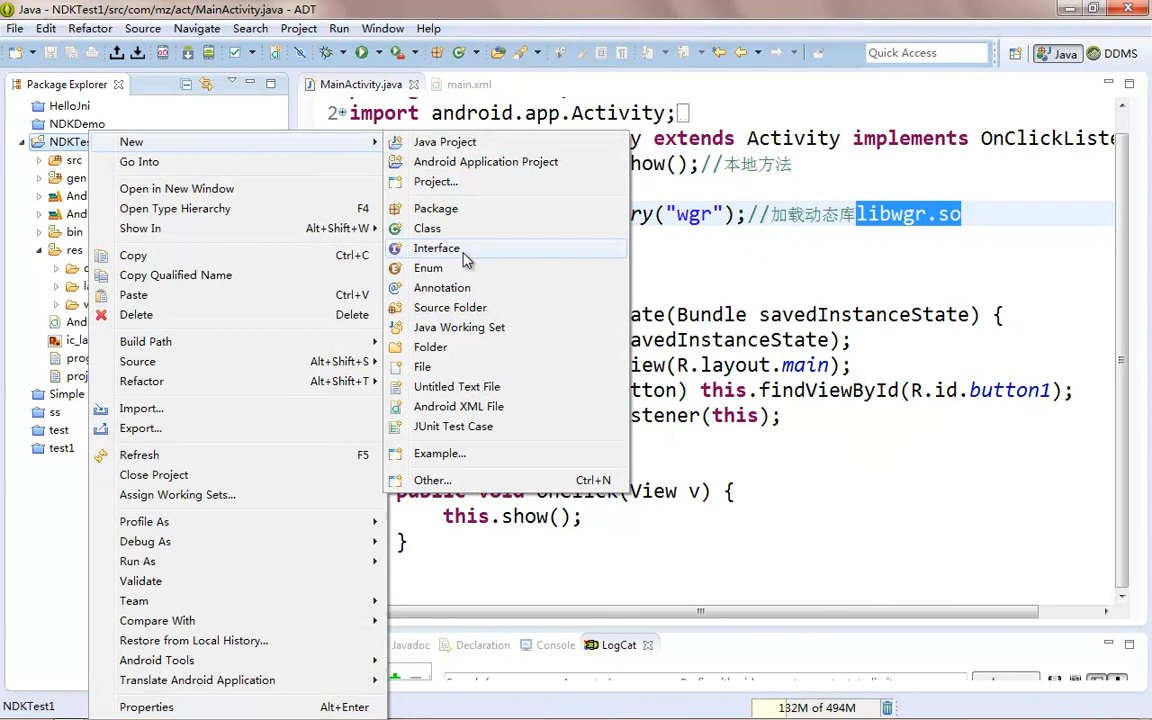 Java - NDKTest1/src/com/mz/act/MainActivity.java - ADT
File Edit Refactor Source Navigate Search Project Run Window Help
Quick Access
Java
DDMS
Package Explorer
MainActivity.java
main.xml
HelloJni
NDKDemo
NDKTes
src
gen
And
And
bin
res
And
ic_la
proj
Simple
ss
test
test1
New
Go Into
Open in New Window
Open Type Hierarchy F4
Show In Alt+Shift+W
Copy Ctrl+C
Copy Qualified Name
Paste Ctrl+V
Delete Delete
Build Path
Source Alt+Shift+S
Refactor Alt+Shift+T
Import...
Export...
Refresh F5
Close Project
Assign Working Sets...
Profile As
Debug As
Run As
Validate
Team
Compare With
Restore from Local History...
Android Tools
Translate Android Application
Properties Alt+Enter
Java Project
Android Application Project
Project...
Package
Class
Interface
Enum
Annotation
Source Folder
Java Working Set
Folder
File
Untitled Text File
Android XML File
JUnit Test Case
Example...
Other... Ctrl+N
2 import android.app.Activity;
y extends Activity implements OnClickListe
how();//本地方法
ry("wgr");//加载动态库libwgr.so
ate(Bundle savedInstanceState) {
avedInstanceState);
iew(R.layout.main);
tton) this.findViewById(R.id.button1);
stener(this);
public void onClick(View v) {
this.show();
}
Javadoc
Declaration
Console
LogCat
NDKTest1
132M of 494M